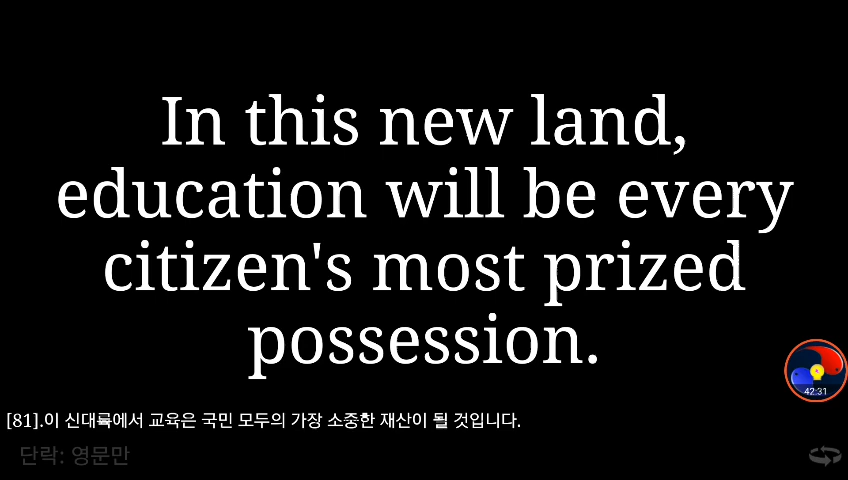 In this new land,
education will be every
citizen's most prized
possession.
42:31
[81].이 신대륙에서 교육은 국민 모두의 가장 소중한 재산이 될 것입니다.
단락: 영문만